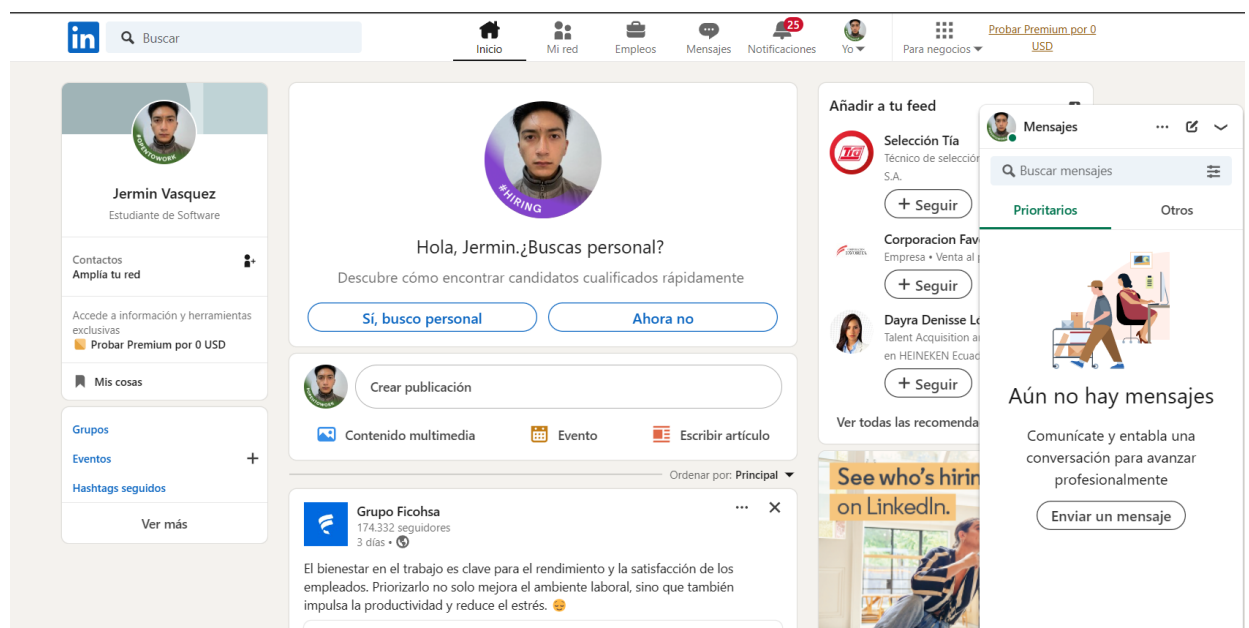 in
Buscar
Inicio
Mi red
Empleos
Mensajes
25
Notificaciones
Yo
Para negocios
Probar Premium por 0
USD
#OPENTOWORK
Jermin Vasquez
Estudiante de Software
Contactos
Amplía tu red
Accede a información y herramientas
exclusivas
Probar Premium por 0 USD
Mis cosas
Grupos
Eventos
Hashtags seguidos
Ver más
#HIRING
Hola, Jermin.¿Buscas personal?
Descubre cómo encontrar candidatos cualificados rápidamente
Sí, busco personal
Ahora no
Crear publicación
Contenido multimedia
Evento
Escribir artículo
Ordenar por: Principal
Grupo Ficohsa
174.332 seguidores
3 días •
El bienestar en el trabajo es clave para el rendimiento y la satisfacción de los
empleados. Priorizarlo no solo mejora el ambiente laboral, sino que también
impulsa la productividad y reduce el estrés. 😌
Añadir a tu feed
Tía
Selección Tía
Técnico de selección
S.A.
+ Seguir
Corporacion Fav
Empresa • Venta al
+ Seguir
Dayra Denisse
Talent Acquisition
en HEINEKEN Ecuad
+ Seguir
Ver todas las recomenda
See who's hirin
on LinkedIn.
Mensajes
Buscar mensajes
Prioritarios
Otros
Aún no hay mensajes
Comunícate y entabla una
conversación para avanzar
profesionalmente
Enviar un mensaje